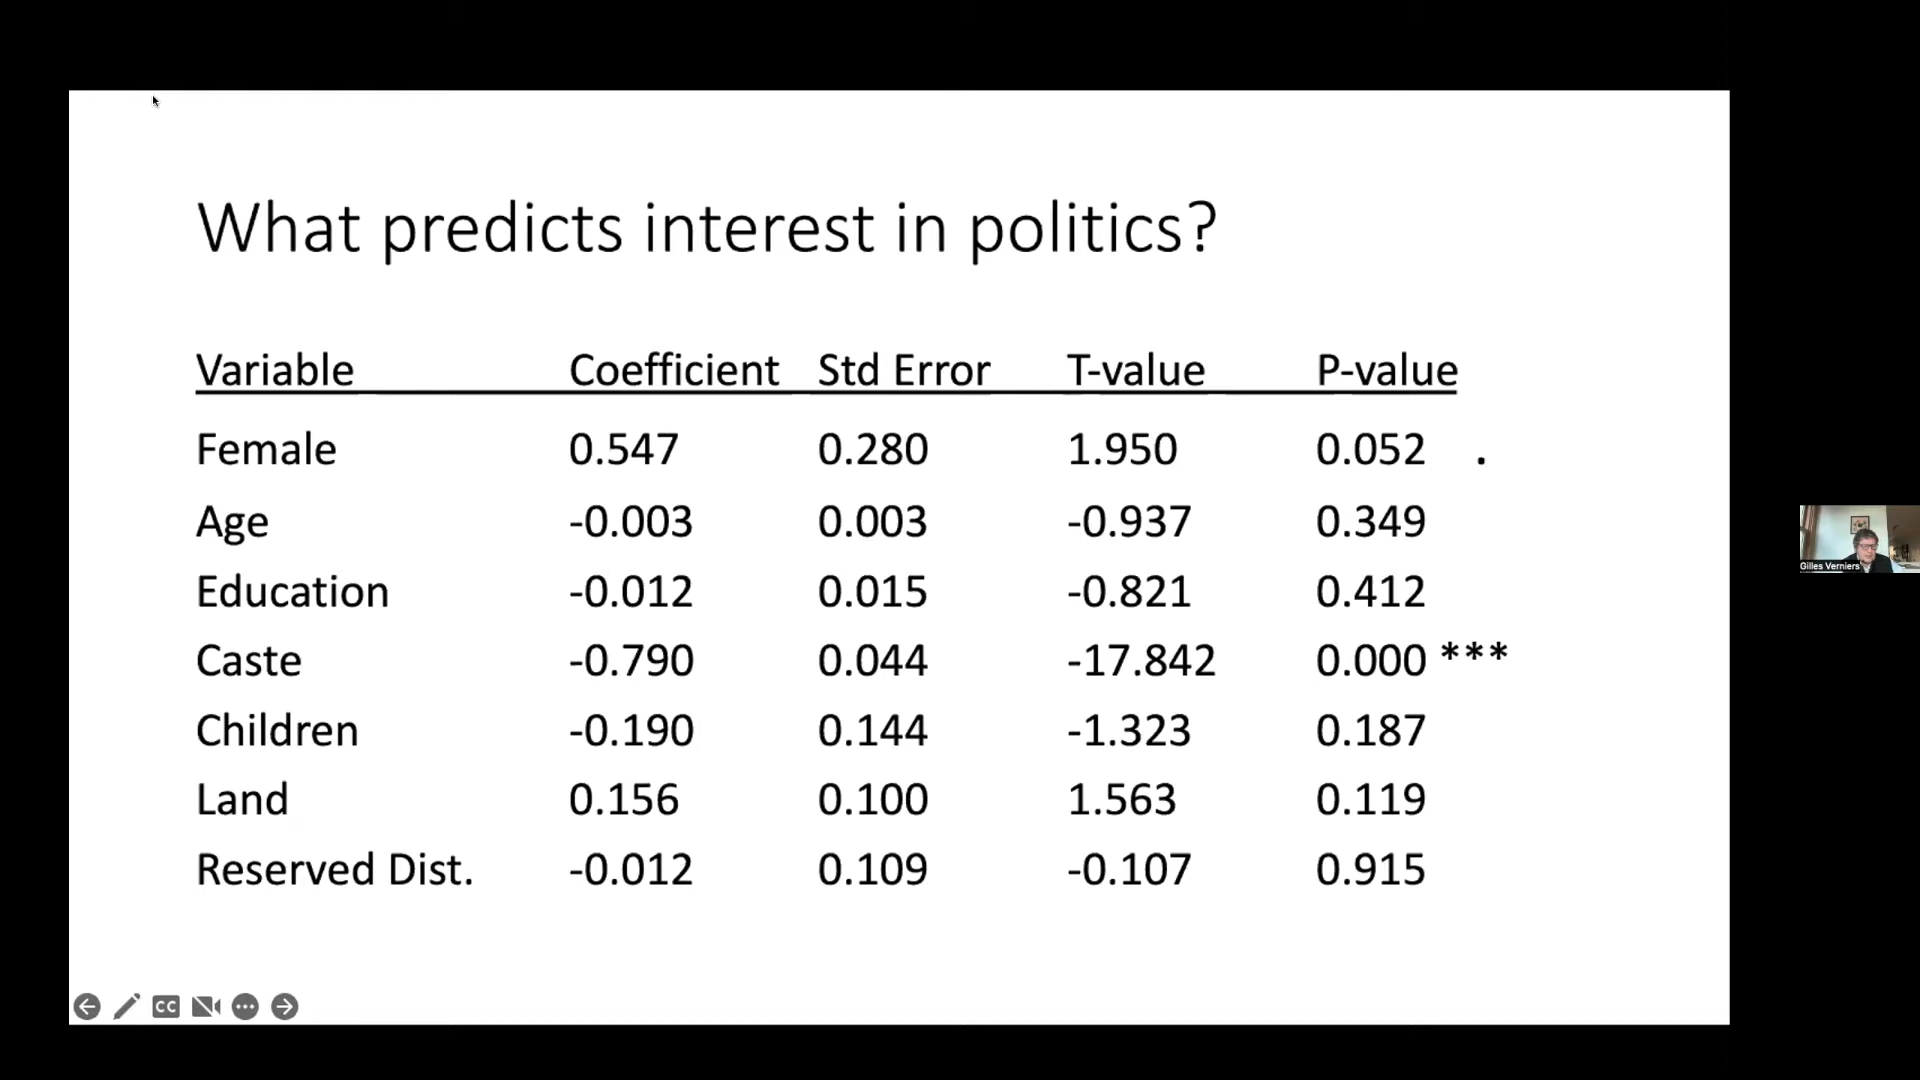 What predicts interest in politics?
Variable Coefficient Std Error T-value P-value
Female 0.547 0.280 1.950 0.052 .
Age -0.003 0.003 -0.937 0.349
Education -0.012 0.015 -0.821 0.412
Caste -0.790 0.044 -17.842 0.000 ***
Children -0.190 0.144 -1.323 0.187
Land 0.156 0.100 1.563 0.119
Reserved Dist. -0.012 0.109 -0.107 0.915
Gilles Verniers
CC